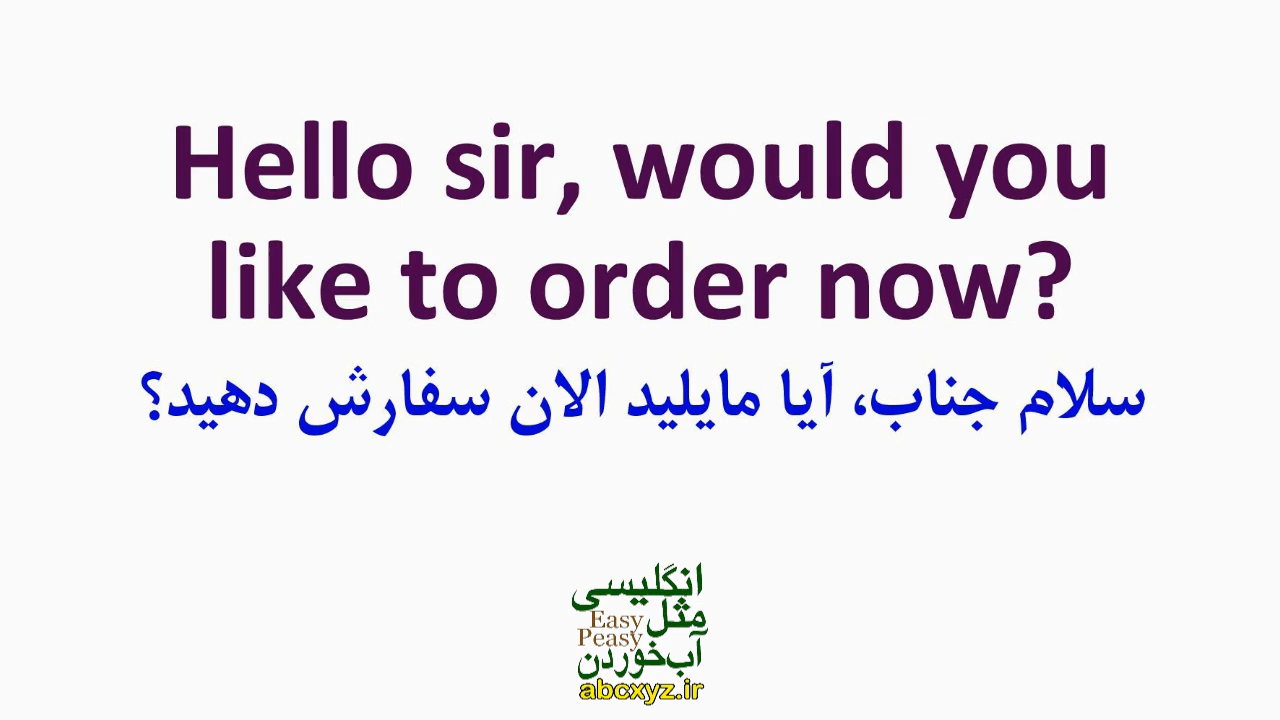 Hello sir, would you
like to order now?
سلام جناب، آیا مایلید الان سفارش دهید؟
انگلیسی
مثل
Easy
Peasy
آب‌خوردن
abcxyz.ir